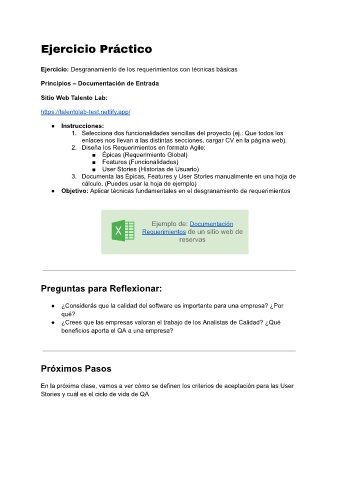 Ejercicio Práctico
Ejercicio: Desgranamiento de los requerimientos con técnicas básicas
Principios – Documentación de Entrada
Sitio Web Talento Lab:
https://talentolab-test.netlify.app/
● Instrucciones:
1. Selecciona dos funcionalidades sencillas del proyecto (ej.: Que todos los
enlaces nos llevan a las distintas secciones, cargar CV en la página web).
2. Diseña los Requerimientos en formato Agile:
■ Épicas (Requerimiento Global)
■ Features (Funcionalidades)
■ User Stories (Historias de Usuario)
3. Documenta las Épicas, Features y User Stories manualmente en una hoja de
cálculo. (Puedes usar la hoja de ejemplo)
● Objetivo: Aplicar técnicas fundamentales en el desgranamiento de requerimientos
X
Ejemplo de: Documentación
Requerimientos de un sitio web de
reservas
Preguntas para Reflexionar:
● ¿Considerás que la calidad del software es importante para una empresa? ¿Por
qué?
● ¿Crees que las empresas valoran el trabajo de los Analistas de Calidad? ¿Qué
beneficios aporta el QA a una empresa?
Próximos Pasos
En la próxima clase, vamos a ver cómo se definen los criterios de aceptación para las User
Stories y cuál es el ciclo de vida de QA